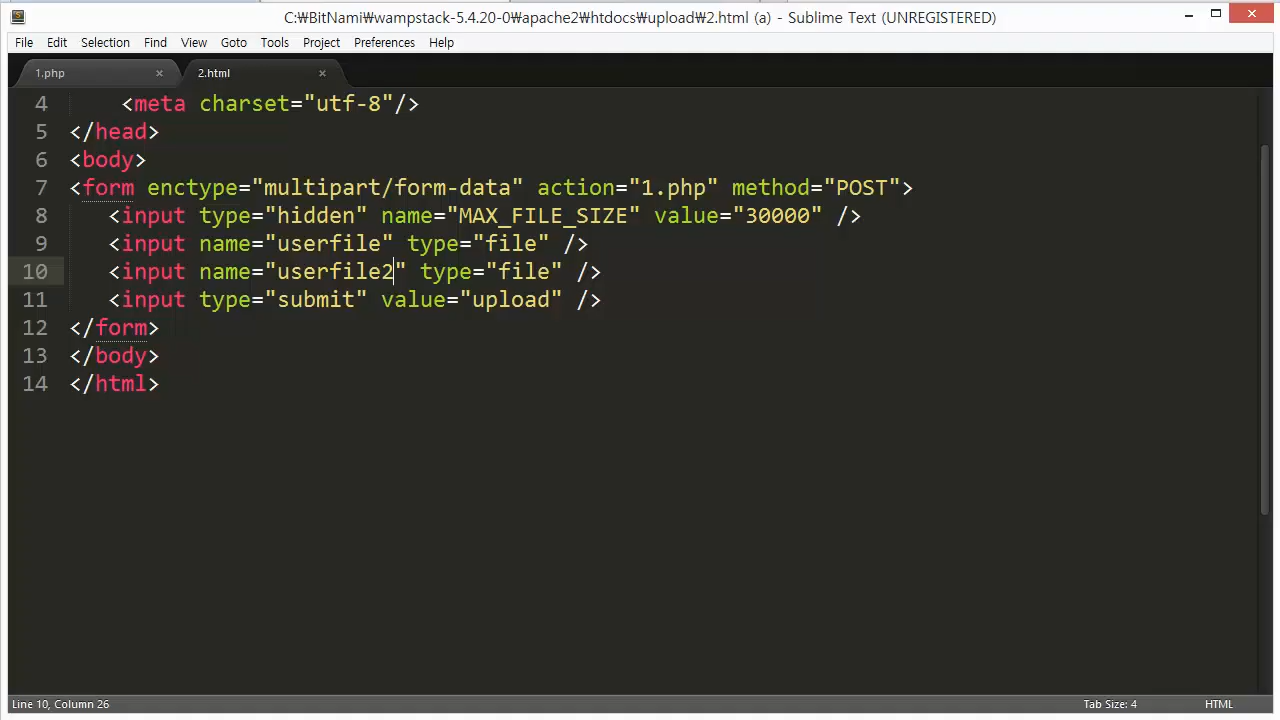 C:₩BitNami₩wampstack-5.4.20-0₩apache2₩htdocs₩upload₩2.html (a) - Sublime Text (UNREGISTERED)
File Edit Selection Find View Goto Tools Project Preferences Help
1.php × 2.html ×
4 <meta charset="utf-8"/>
5 </head>
6 <body>
7 <form enctype="multipart/form-data" action="1.php" method="POST">
8 <input type="hidden" name="MAX_FILE_SIZE" value="30000" />
9 <input name="userfile" type="file" />
10 <input name="userfile2" type="file" />
11 <input type="submit" value="upload" />
12 </form>
13 </body>
14 </html>
Line 10, Column 26 Tab Size: 4 HTML